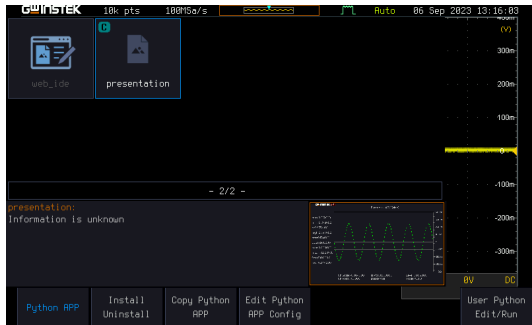 GWINSTEK 10k pts 100MSa/s Auto 06 Sep 2023 13:16:03
400m
(V)
C
300m
web_ide presentation
200m
100m
0
- 2/2 -
-100m
presentation:
Information is unknown
-200m
-300m
0V DC
Python APP
Install
Uninstall
Copy Python
APP
Edit Python
APP Config
User Python
Edit/Run